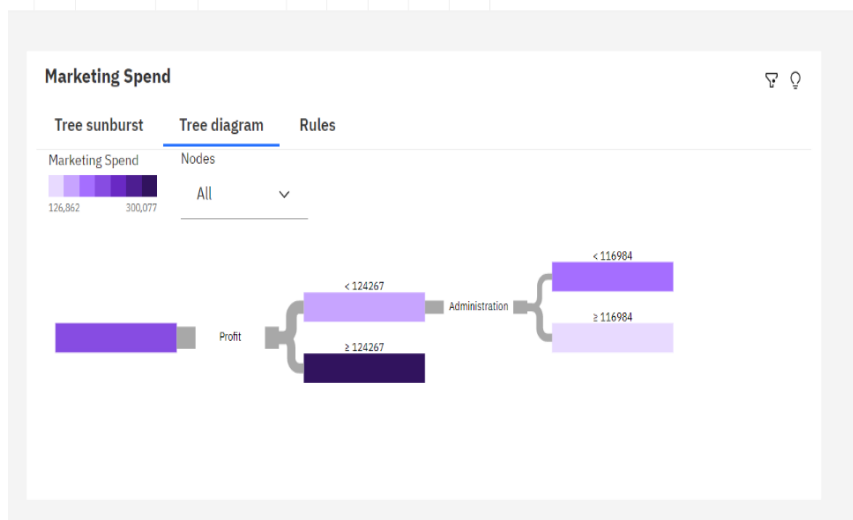 Marketing Spend
Tree sunburst Tree diagram Rules
Marketing Spend Nodes
All
126,862 300,077
< 116984
< 124267
Administration
≥ 116984
Profit
≥ 124267